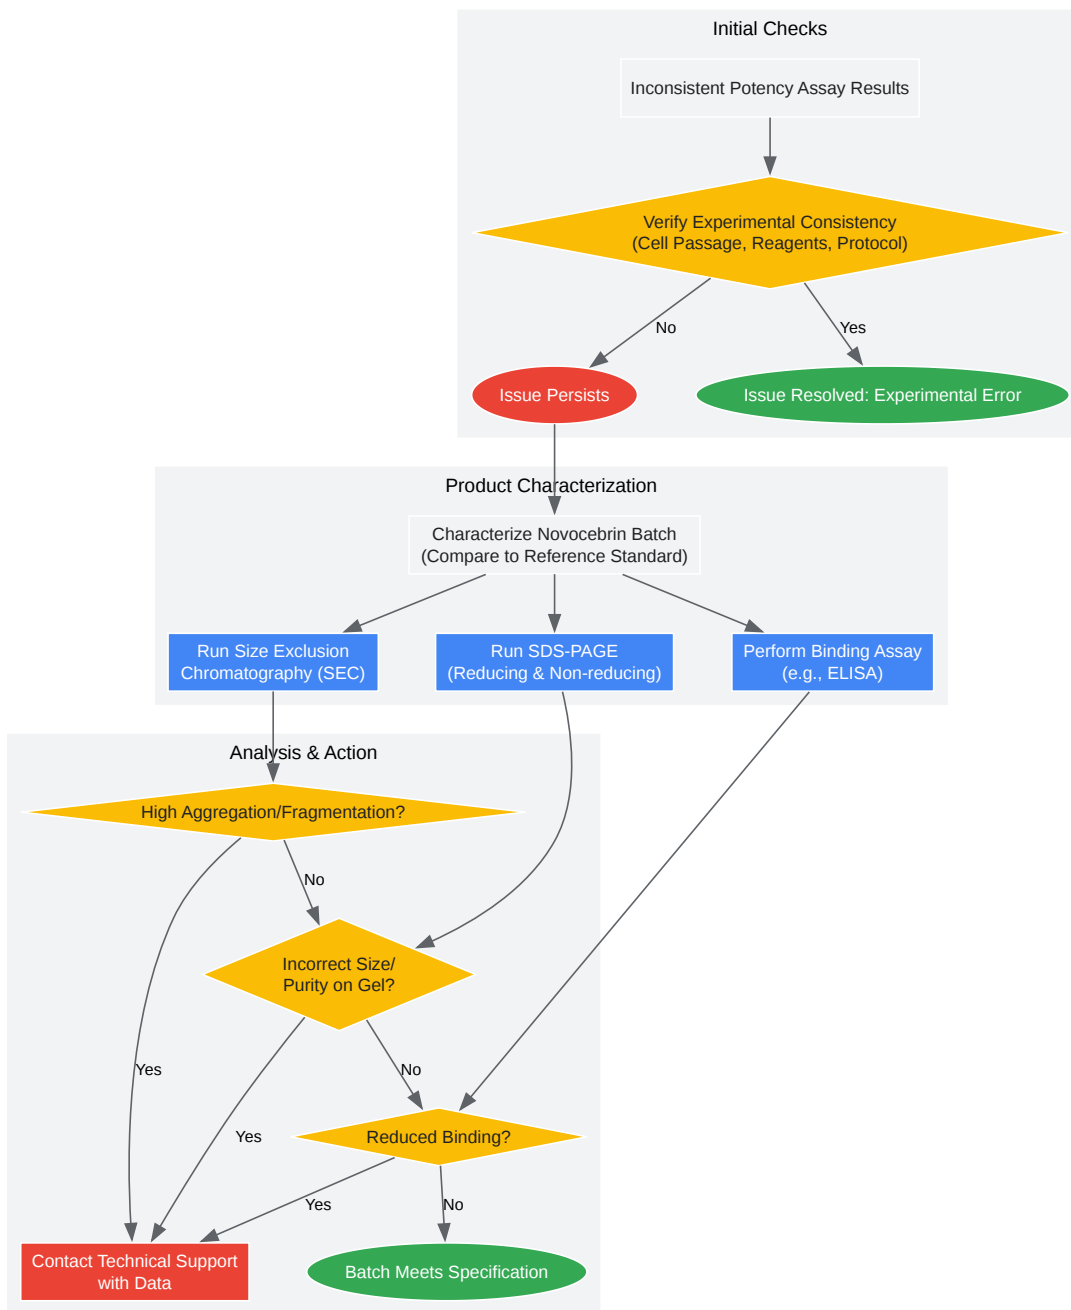 Initial Checks
Inconsistent Potency Assay Results
Verify Experimental Consistency
(Cell Passage, Reagents, Protocol)
No
Yes
Issue Persists
Issue Resolved: Experimental Error
Product Characterization
Characterize Novocebrin Batch
(Compare to Reference Standard)
Run Size Exclusion
Chromatography (SEC)
Run SDS-PAGE
(Reducing & Non-reducing)
Perform Binding Assay
(e.g., ELISA)
Analysis & Action
High Aggregation/Fragmentation?
No
Incorrect Size/
Purity on Gel?
Yes
No
Yes
Reduced Binding?
Yes
No
Contact Technical Support
with Data
Batch Meets Specification